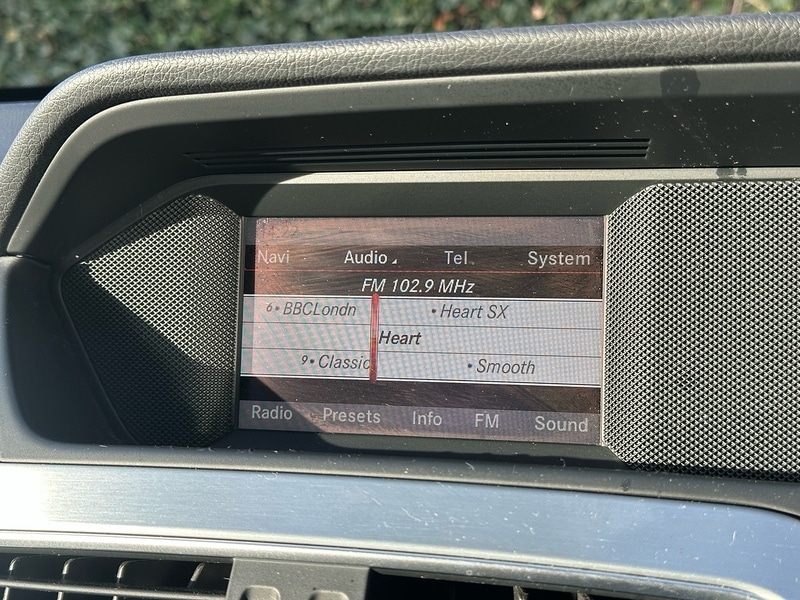 Navi Audio Tel System
FM 102.9 MHz
6 • BBCLondn • Heart SX
Heart
9 • Classic • Smooth
Radio Presets Info FM Sound